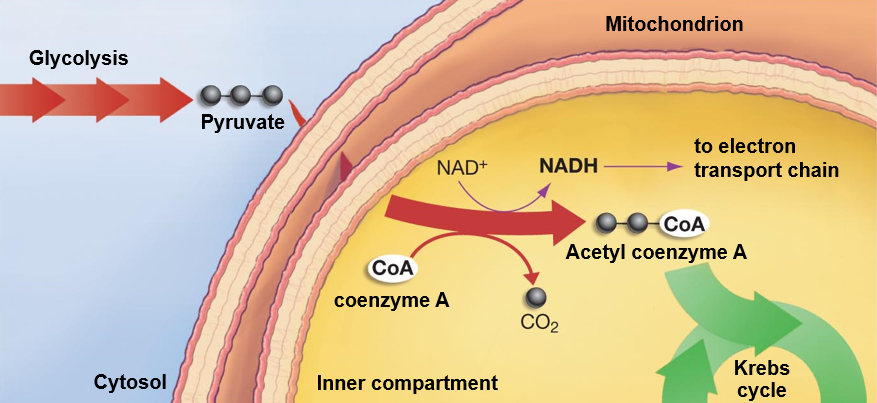 Mitochondrion
Glycolysis
Pyruvate
NAD⁺
NADH
to electron
transport chain
CoA
Acetyl coenzyme A
CoA
coenzyme A
CO₂
Krebs
cycle
Cytosol
Inner compartment